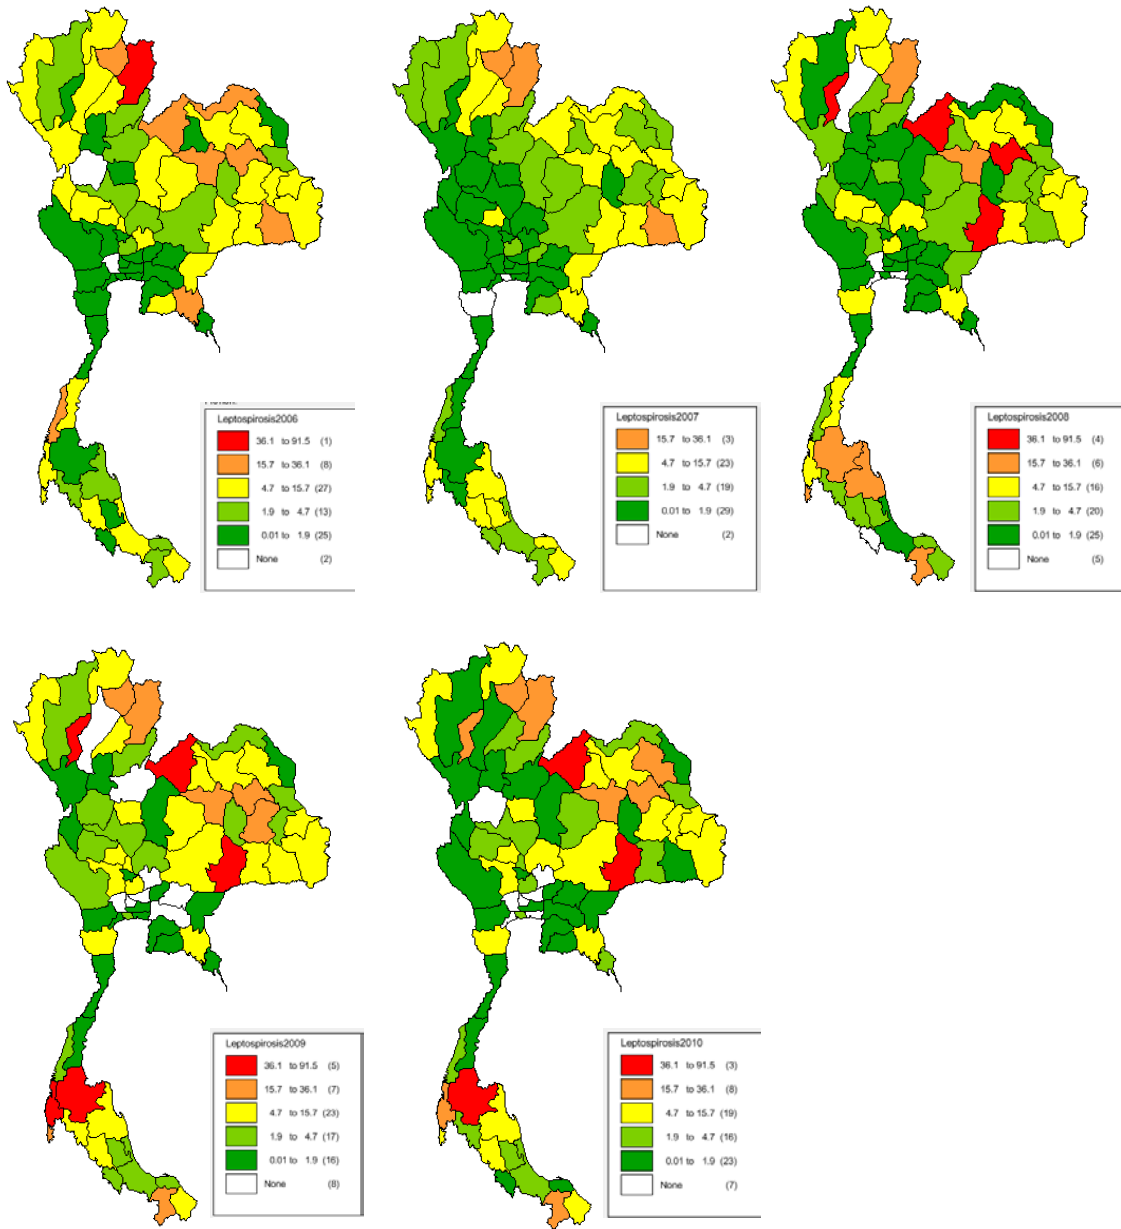 Leptospirosis2006
36.1 to 91.5 (1)
15.7 to 36.1 (8)
4.7 to 15.7 (27)
1.9 to 4.7 (13)
0.01 to 1.9 (25)
None (2)
Leptospirosis2007
15.7 to 36.1 (3)
4.7 to 15.7 (23)
1.9 to 4.7 (19)
0.01 to 1.9 (29)
None (2)
Leptospirosis2008
36.1 to 91.5 (4)
15.7 to 36.1 (6)
4.7 to 15.7 (16)
1.9 to 4.7 (20)
0.01 to 1.9 (25)
None (5)
Leptospirosis2009
36.1 to 91.5 (5)
15.7 to 36.1 (7)
4.7 to 15.7 (23)
1.9 to 4.7 (17)
0.01 to 1.9 (16)
None (8)
Leptospirosis2010
36.1 to 91.5 (3)
15.7 to 36.1 (8)
4.7 to 15.7 (19)
1.9 to 4.7 (16)
0.01 to 1.9 (23)
None (7)